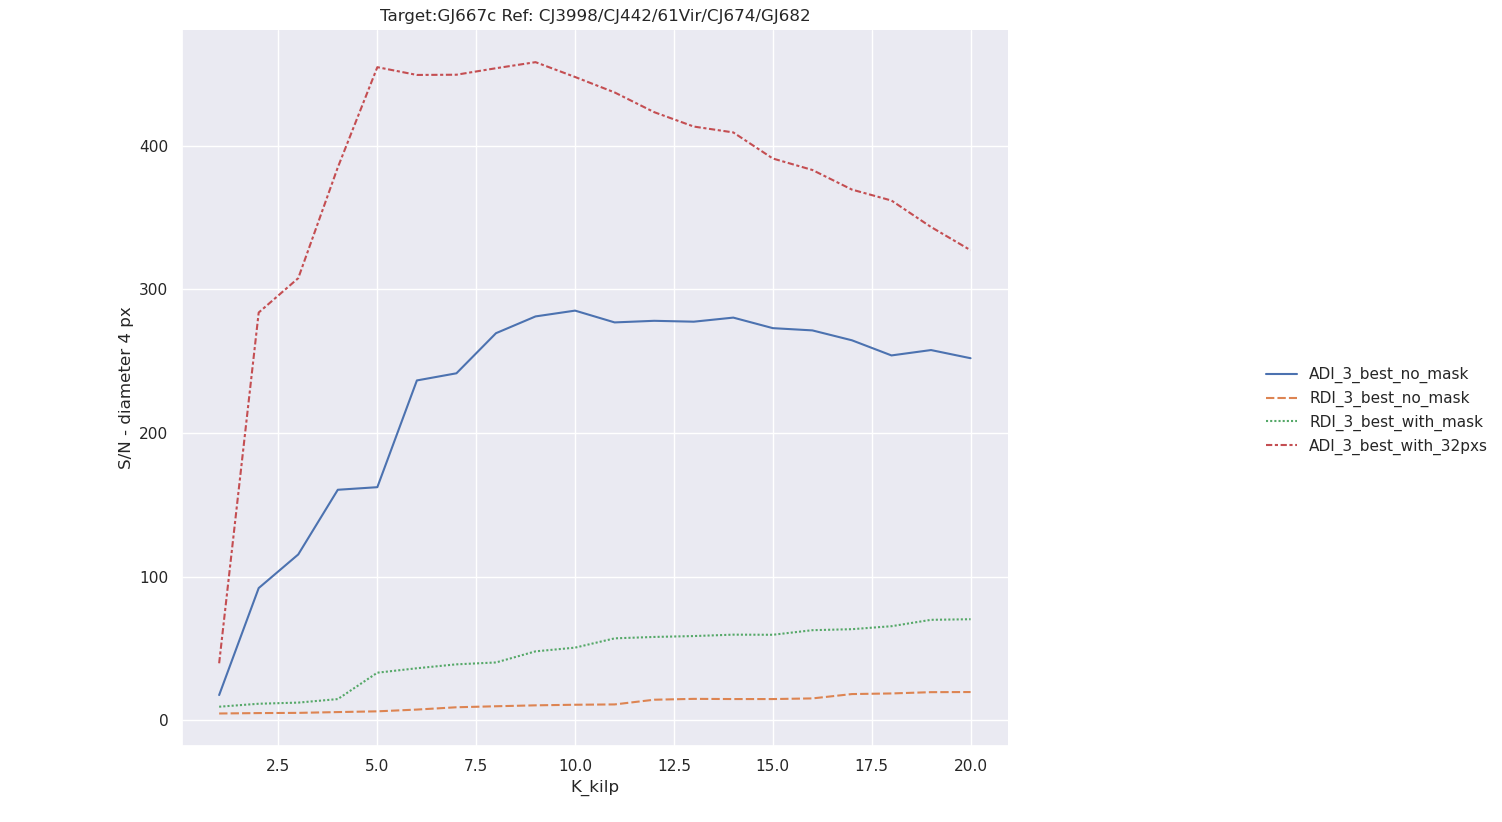 Target:GJ667c Ref: CJ3998/CJ442/61Vir/CJ674/GJ682
S/N - diameter 4 px
400
300
200
100
0
2.5 5.0 7.5 10.0 12.5 15.0 17.5 20.0
K_kilp
ADI_3_best_no_mask
RDI_3_best_no_mask
RDI_3_best_with_mask
ADI_3_best_with_32pxs